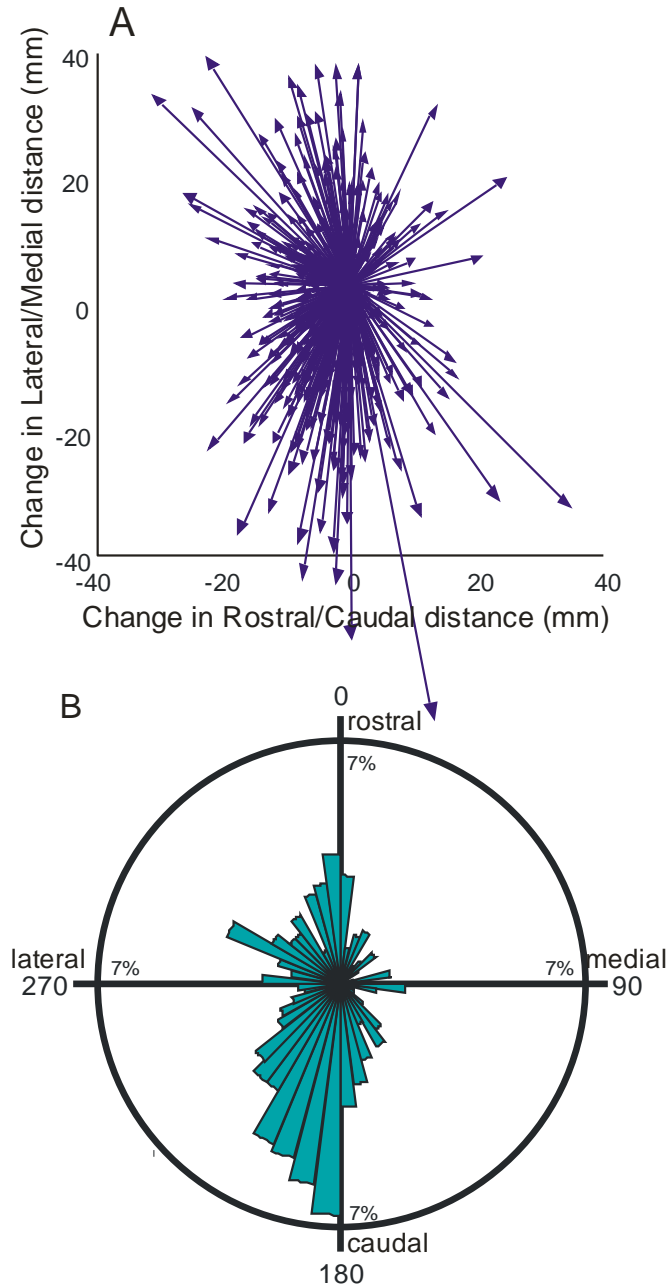 A
40
20
0
-20
-40
Change in Lateral/Medial distance (mm)
-40 -20 0 20 40
Change in Rostral/Caudal distance (mm)
B
0
rostral
7%
lateral
270
7%
7%
medial
90
7%
caudal
180